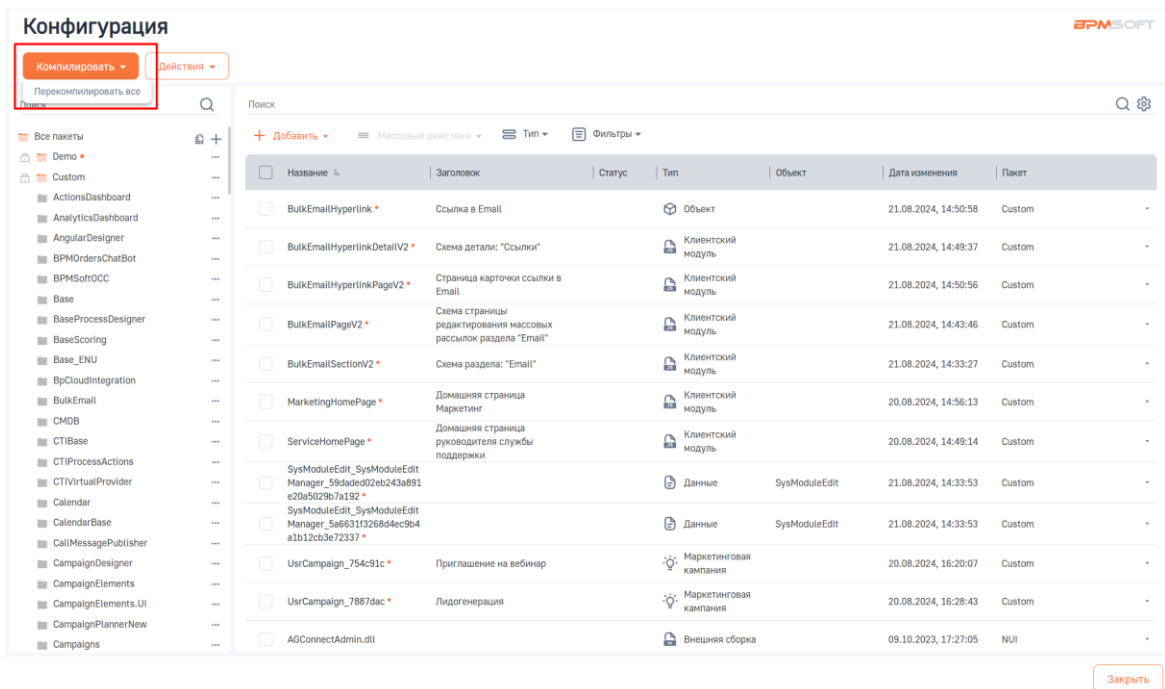 Конфигурация
BPMSOFT
Компилировать
Действия
Перекомпилировать все
Поиск
Поиск
Все пакеты
Добавить
Массовые действия
Тип
Фильтры
Demo
Custom
ActionsDashboard
AnalyticsDashboard
AngularDesigner
BPMOrdersChatBot
BPMSoftOCC
Base
BaseProcessDesigner
BaseScoring
Base_ENU
BpCloudIntegration
BulkEmail
CMDB
CTIBase
CTIProcessActions
CTIVirtualProvider
Calendar
CalendarBase
CallMessagePublisher
CampaignDesigner
CampaignElements
CampaignElements.UI
CampaignPlannerNew
Campaigns
Название Заголовок Статус Тип Объект Дата изменения Пакет
BulkEmailHyperlink * Ссылка в Email Объект 21.08.2024, 14:50:58 Custom
BulkEmailHyperlinkDetailV2 * Схема детали: "Ссылки" Клиентский 21.08.2024, 14:49:37 Custom
модуль
BulkEmailHyperlinkPageV2 * Страница карточки ссылки в Клиентский 21.08.2024, 14:50:56 Custom
Email модуль
Схема страницы
BulkEmailPageV2 * редактирования массовых Клиентский 21.08.2024, 14:43:46 Custom
рассылок раздела "Email" модуль
BulkEmailSectionV2 * Схема раздела: "Email" Клиентский 21.08.2024, 14:33:27 Custom
модуль
MarketingHomePage * Домашняя страница Клиентский 20.08.2024, 14:56:13 Custom
Маркетинг модуль
Домашняя страница
ServiceHomePage * руководителя службы Клиентский 20.08.2024, 14:49:14 Custom
поддержки модуль
SysModuleEdit_SysModuleEdit
Manager_59daded02eb243a891 Данные SysModuleEdit 21.08.2024, 14:33:53 Custom
e20a5029b7a192 *
SysModuleEdit_SysModuleEdit
Manager_5a6631f3268d4ec9b4 Данные SysModuleEdit 21.08.2024, 14:33:53 Custom
a1b12cb3e72337 *
UsrCampaign_754c91c * Приглашение на вебинар Маркетинговая 20.08.2024, 16:20:07 Custom
кампания
UsrCampaign_7887dac * Лидогенерация Маркетинговая 20.08.2024, 16:28:43 Custom
кампания
AGConnectAdmin.dll Внешняя сборка 09.10.2023, 17:27:05 NUI
Закрыть